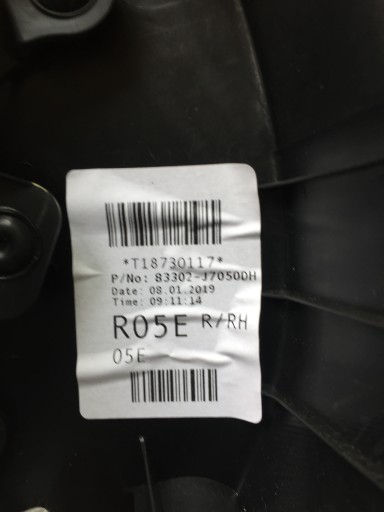 *T18730117*
P/No: 83302-J7050DH
Date: 08.01.2019
Time: 09:11:14
R05E R/RH
05E